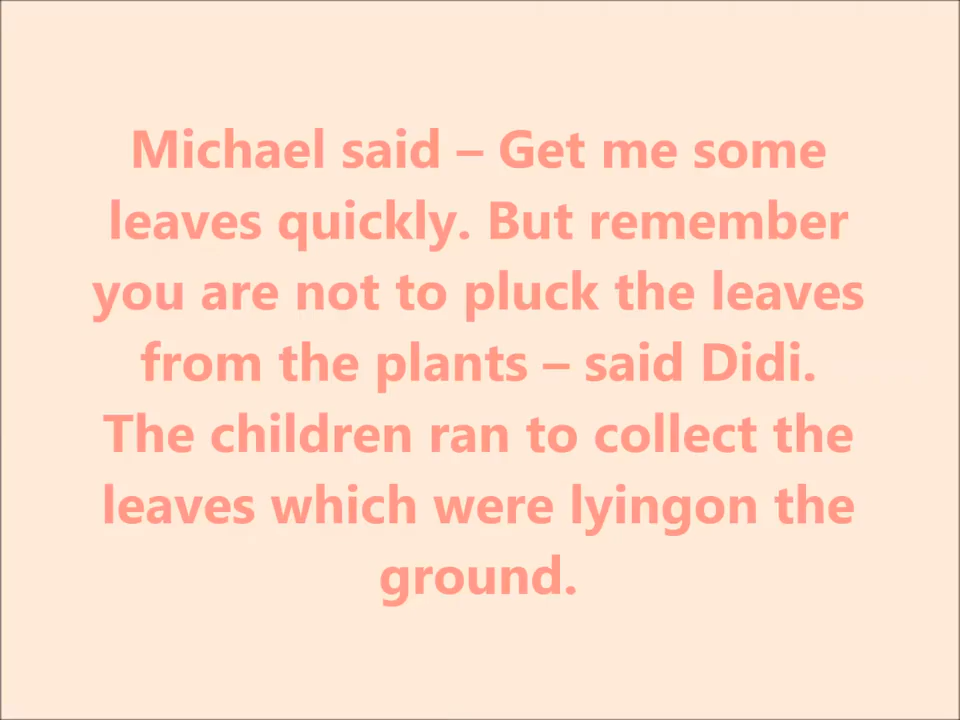 Michael said – Get me some
leaves quickly. But remember
you are not to pluck the leaves
from the plants – said Didi.
The children ran to collect the
leaves which were lyingon the
ground.